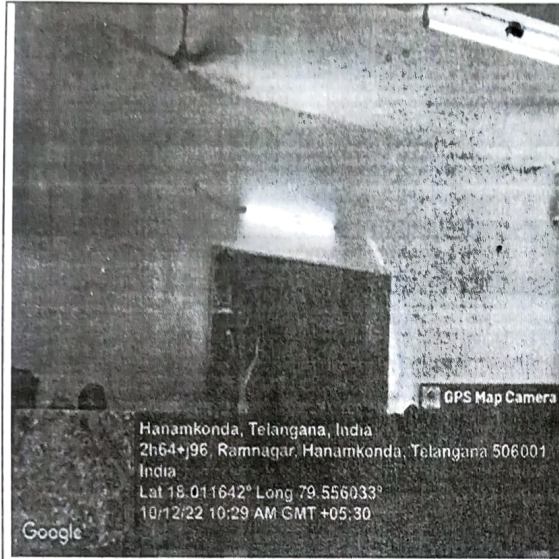 GPS Map Camera
Hanamkonda, Telangana, India
2h64+j96, Ramnagar, Hanamkonda, Telangana 506001
India
Lat 18.011642° Long 79.556033°
10/12/22 10:29 AM GMT +05:30
Google